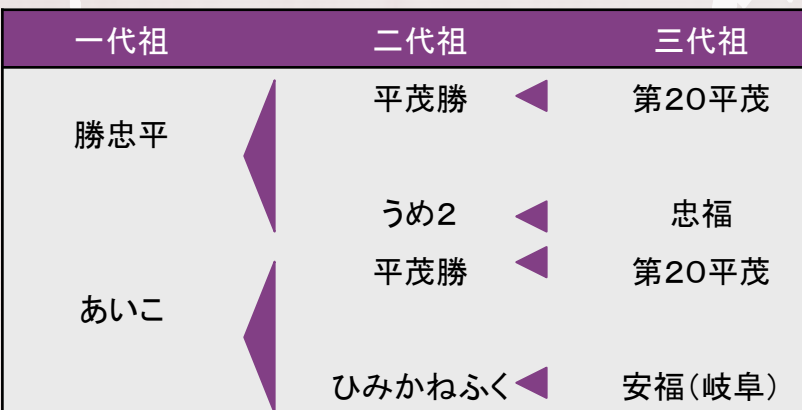 一代祖 二代祖 三代祖
平茂勝 第20平茂
勝忠平
うめ2 忠福
平茂勝 第20平茂
あいこ
ひみかねふく 安福(岐阜)